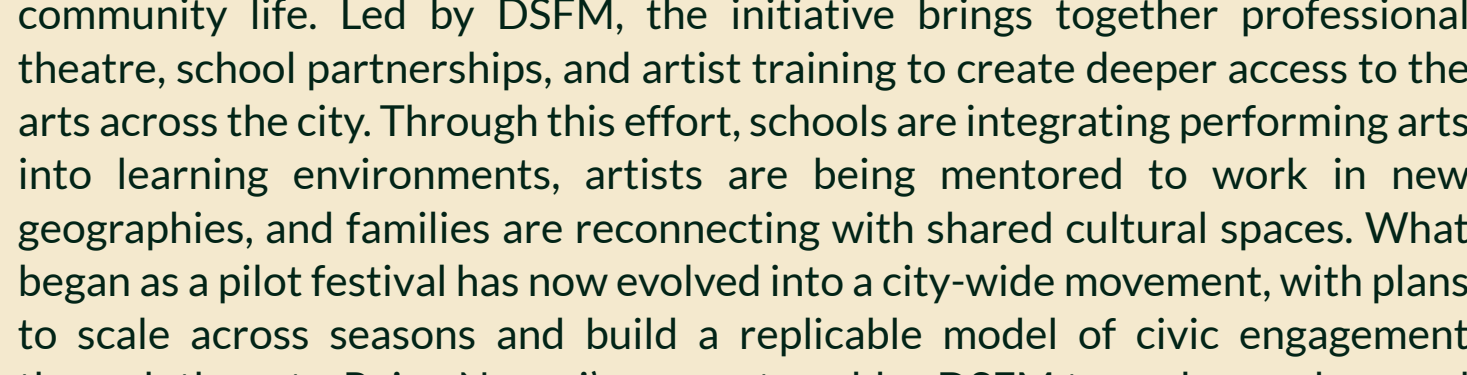 community life. Led by DSFM, the initiative brings together professional
theatre, school partnerships, and artist training to create deeper access to the
arts across the city. Through this effort, schools are integrating performing arts
into learning environments, artists are being mentored to work in new
geographies, and families are reconnecting with shared cultural spaces. What
began as a pilot festival has now evolved into a city-wide movement, with plans
to scale across seasons and build a replicable model of civic engagement